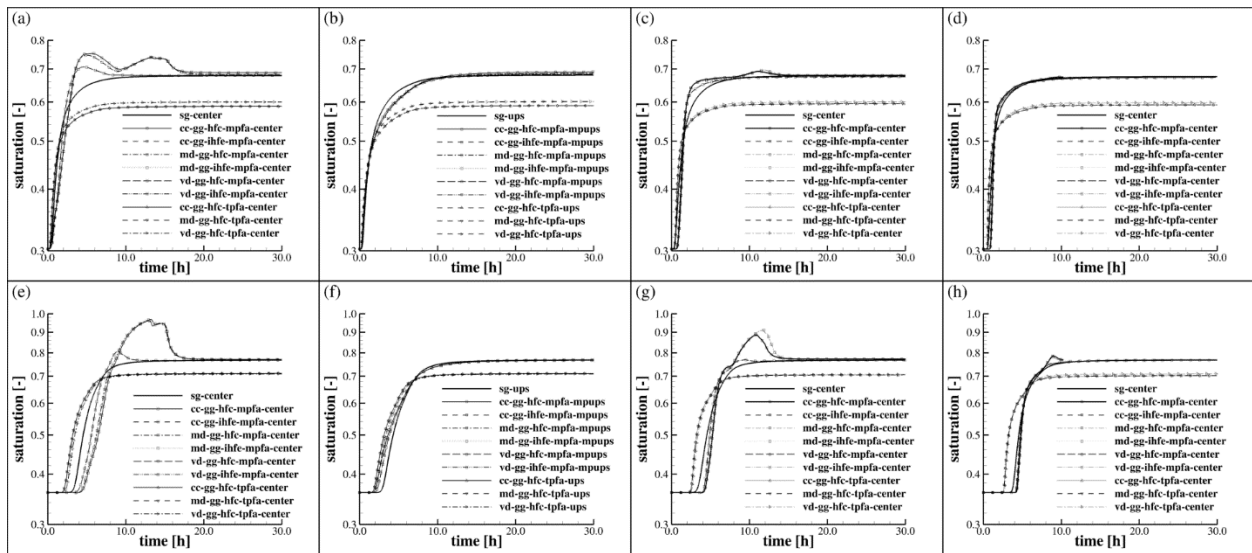 (a)
0.8
0.7
0.6
0.5
0.4
0.3
saturation [-]
sg-center
cc-gg-hfc-mpfa-center
cc-gg-ihfe-mpfa-center
md-gg-hfc-mpfa-center
md-gg-ihfe-mpfa-center
vd-gg-hfc-mpfa-center
vd-gg-ihfe-mpfa-center
cc-gg-hfc-tpfa-center
md-gg-hfc-tpfa-center
vd-gg-hfc-tpfa-center
0.0 10.0 20.0 30.0
time [h]
(b)
0.8
0.7
0.6
0.5
0.4
0.3
saturation [-]
sg-ups
cc-gg-hfc-mpfa-mpups
cc-gg-ihfe-mpfa-mpups
md-gg-hfc-mpfa-mpups
md-gg-ihfe-mpfa-mpups
vd-gg-hfc-mpfa-mpups
vd-gg-ihfe-mpfa-mpups
cc-gg-hfc-tpfa-ups
md-gg-hfc-tpfa-ups
vd-gg-hfc-tpfa-ups
0.0 10.0 20.0 30.0
time [h]
(c)
0.8
0.7
0.6
0.5
0.4
0.3
saturation [-]
sg-center
cc-gg-hfc-mpfa-center
cc-gg-ihfe-mpfa-center
md-gg-hfc-mpfa-center
md-gg-ihfe-mpfa-center
vd-gg-hfc-mpfa-center
vd-gg-ihfe-mpfa-center
cc-gg-hfc-tpfa-center
md-gg-hfc-tpfa-center
vd-gg-hfc-tpfa-center
0.0 10.0 20.0 30.0
time [h]
(d)
0.8
0.7
0.6
0.5
0.4
0.3
saturation [-]
sg-center
cc-gg-hfc-mpfa-center
cc-gg-ihfe-mpfa-center
md-gg-hfc-mpfa-center
md-gg-ihfe-mpfa-center
vd-gg-hfc-mpfa-center
vd-gg-ihfe-mpfa-center
cc-gg-hfc-tpfa-center
md-gg-hfc-tpfa-center
vd-gg-hfc-tpfa-center
0.0 10.0 20.0 30.0
time [h]
(e)
1.0
0.9
0.8
0.7
0.6
0.5
0.4
0.3
saturation [-]
sg-center
cc-gg-hfc-mpfa-center
cc-gg-ihfe-mpfa-center
md-gg-hfc-mpfa-center
md-gg-ihfe-mpfa-center
vd-gg-hfc-mpfa-center
vd-gg-ihfe-mpfa-center
cc-gg-hfc-tpfa-center
md-gg-hfc-tpfa-center
vd-gg-hfc-tpfa-center
0.0 10.0 20.0 30.0
time [h]
(f)
1.0
0.9
0.8
0.7
0.6
0.5
0.4
0.3
saturation [-]
sg-ups
cc-gg-hfc-mpfa-mpups
cc-gg-ihfe-mpfa-mpups
md-gg-hfc-mpfa-mpups
md-gg-ihfe-mpfa-mpups
vd-gg-hfc-mpfa-mpups
vd-gg-ihfe-mpfa-mpups
cc-gg-hfc-tpfa-ups
md-gg-hfc-tpfa-ups
vd-gg-hfc-tpfa-ups
0.0 10.0 20.0 30.0
time [h]
(g)
1.0
0.9
0.8
0.7
0.6
0.5
0.4
0.3
saturation [-]
sg-center
cc-gg-hfc-mpfa-center
cc-gg-ihfe-mpfa-center
md-gg-hfc-mpfa-center
md-gg-ihfe-mpfa-center
vd-gg-hfc-mpfa-center
vd-gg-ihfe-mpfa-center
cc-gg-hfc-tpfa-center
md-gg-hfc-tpfa-center
vd-gg-hfc-tpfa-center
0.0 10.0 20.0 30.0
time [h]
(h)
1.0
0.9
0.8
0.7
0.6
0.5
0.4
0.3
saturation [-]
sg-center
cc-gg-hfc-mpfa-center
cc-gg-ihfe-mpfa-center
md-gg-hfc-mpfa-center
md-gg-ihfe-mpfa-center
vd-gg-hfc-mpfa-center
vd-gg-ihfe-mpfa-center
cc-gg-hfc-tpfa-center
md-gg-hfc-tpfa-center
vd-gg-hfc-tpfa-center
0.0 10.0 20.0 30.0
time [h]